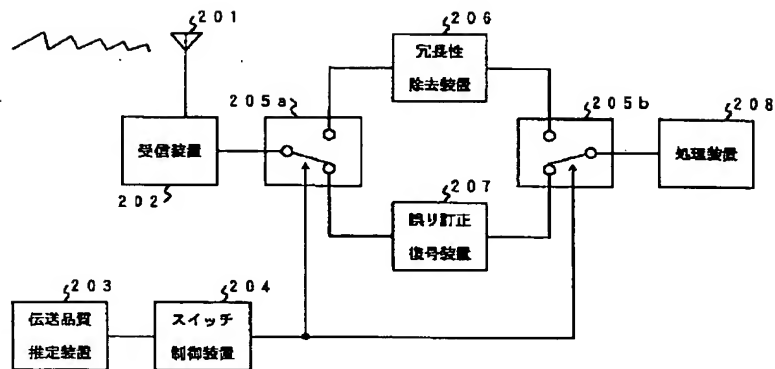 201
206
冗長性
除去装置
205a
205b
208
受信装置
処理装置
202
207
誤り訂正
復号装置
203
204
伝送品質
推定装置
スイッチ
制御装置